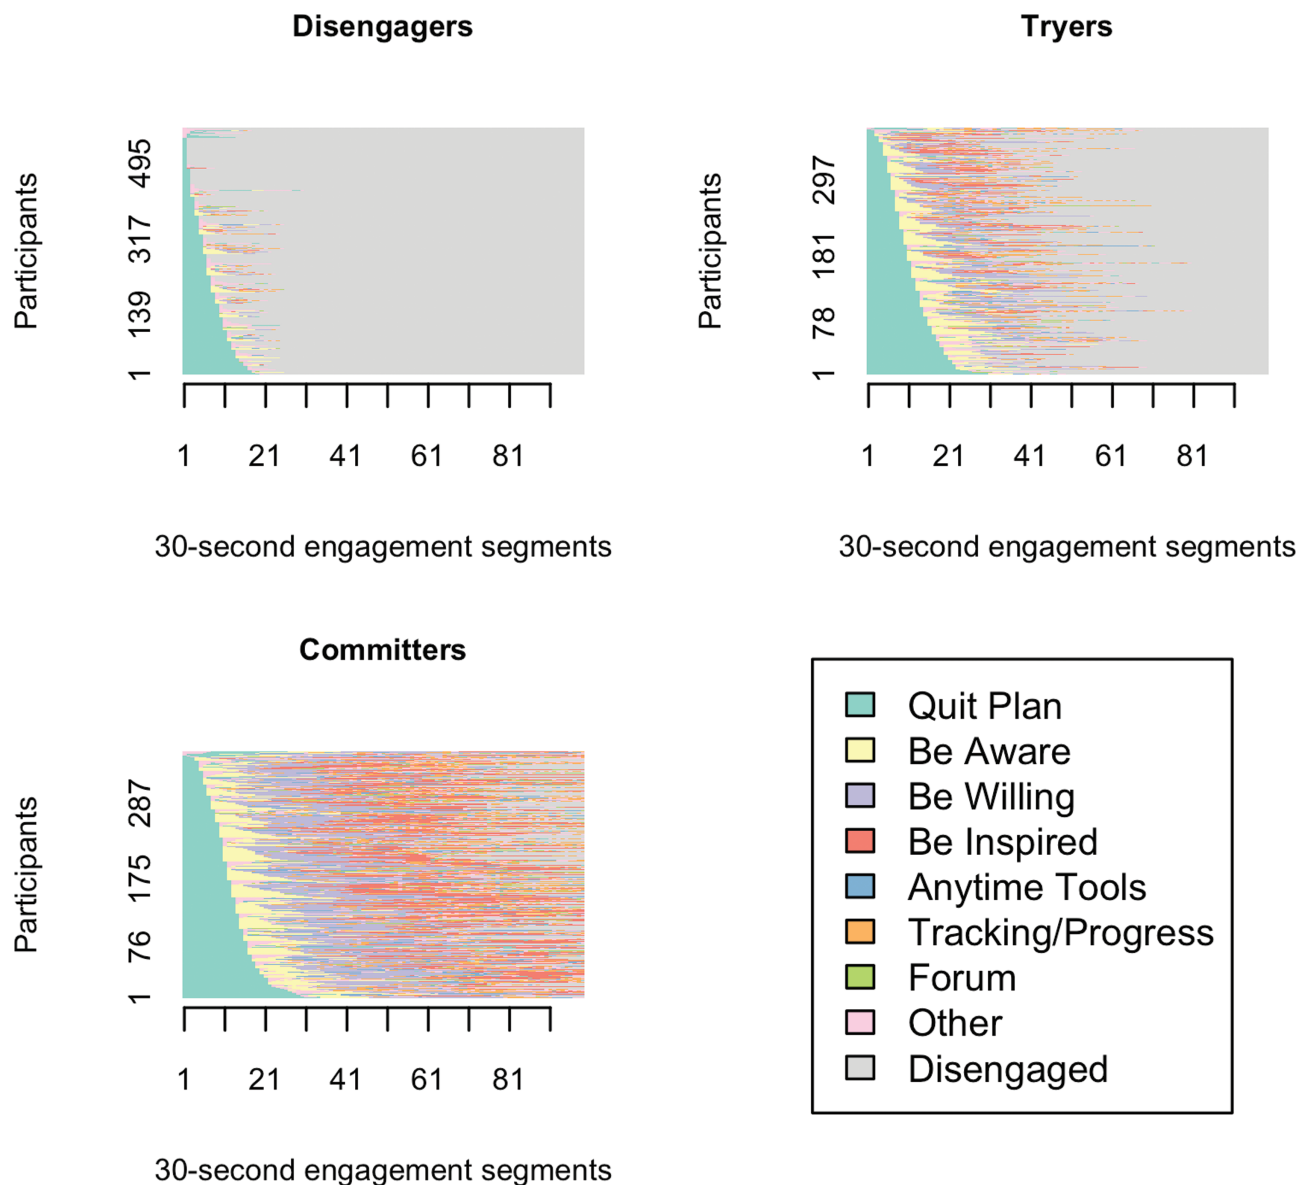 Disengagers
Participants
495
317
139
1
1 21 41 61 81
30-second engagement segments
Tryers
Participants
297
181
78
1
1 21 41 61 81
30-second engagement segments
Committers
Participants
287
175
76
1
1 21 41 61 81
30-second engagement segments
Quit Plan
Be Aware
Be Willing
Be Inspired
Anytime Tools
Tracking/Progress
Forum
Other
Disengaged